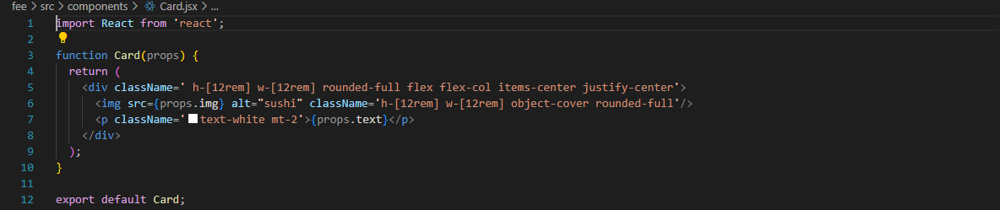 fee > src > components > Card.jsx > ...
1 import React from 'react';
2
3 function Card(props) {
4 return (
5 <div className=' h-[12rem] w-[12rem] rounded-full flex flex-col items-center justify-center'>
6 <img src={props.img} alt="sushi" className='h-[12rem] w-[12rem] object-cover rounded-full'/>
7 <p className=' text-white mt-2'>{props.text}</p>
8 </div>
9 );
10 }
11
12 export default Card;